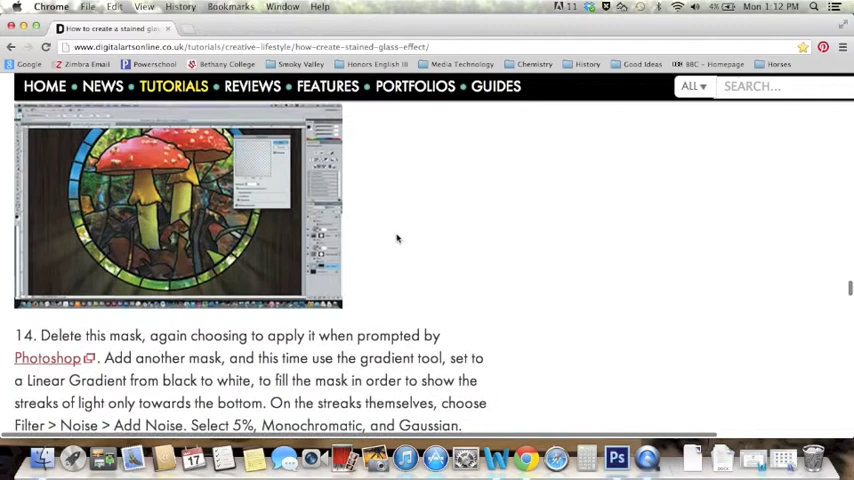 Chrome File Edit View History Bookmarks Window Help 11 Mon 1:12 PM
How to create a stained glas
www.digitalartsonline.co.uk/tutorials/creative-lifestyle/how-create-stained-glass-effect/
Google Zimbra Email Powerschool Bethany College Smoky Valley Honors English III Media Technology Chemistry History Good Ideas BBC - Homepage Horses
HOME • NEWS • TUTORIALS • REVIEWS • FEATURES • PORTFOLIOS • GUIDES ALL▾ SEARCH...
14. Delete this mask, again choosing to apply it when prompted by
Photoshop . Add another mask, and this time use the gradient tool, set to
a Linear Gradient from black to white, to fill the mask in order to show the
streaks of light only towards the bottom. On the streaks themselves, choose
Filter > Noise > Add Noise. Select 5%, Monochromatic, and Gaussian.
17
W
Ps